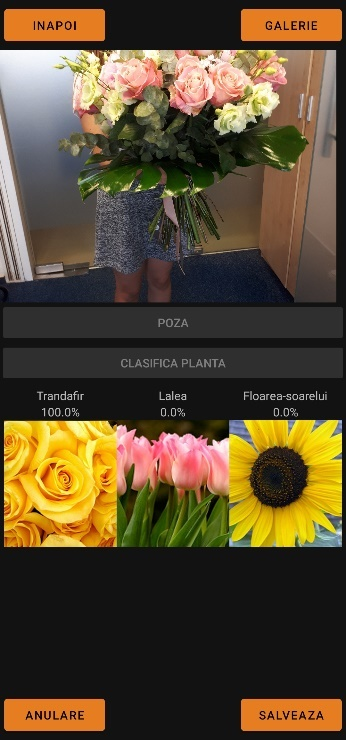 INAPOI
GALERIE
POZA
CLASIFICA PLANTA
Trandafir
Lalea
Floarea-soarelui
100.0%
0.0%
0.0%
ANULARE
SALVEAZA